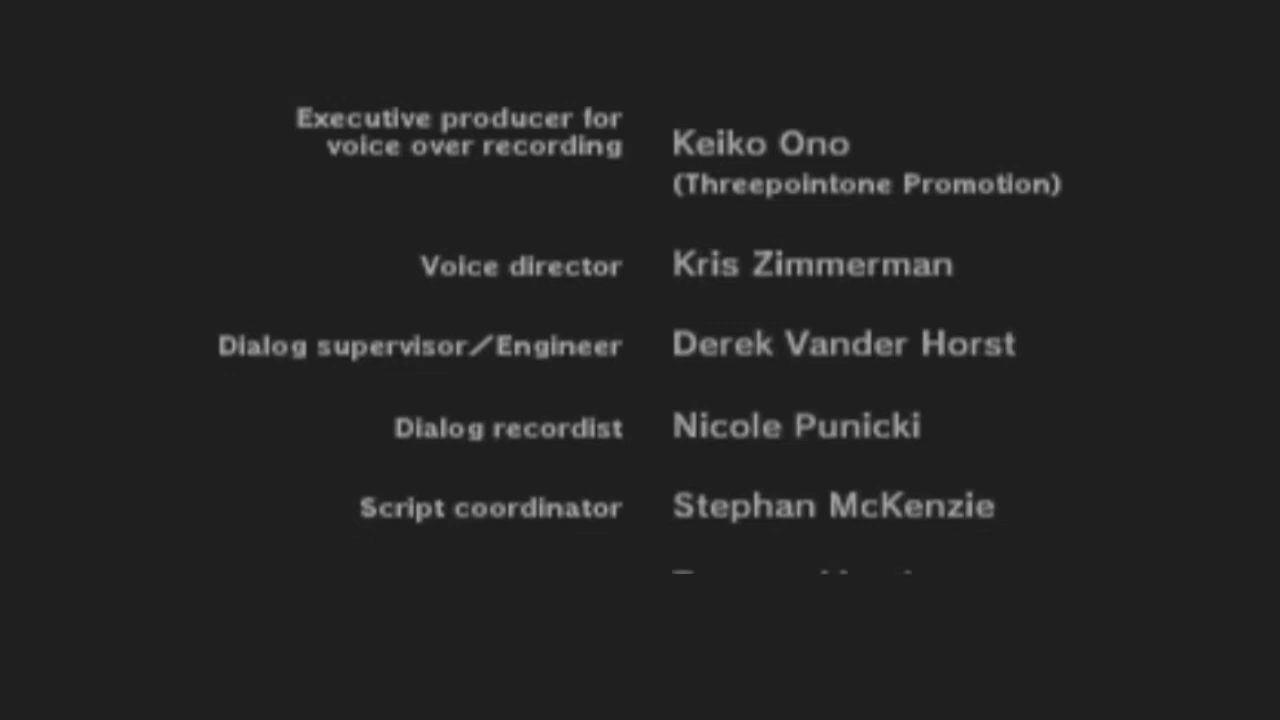 Executive producer for
voice over recording
Keiko Ono
(Threepointone Promotion)
Voice director Kris Zimmerman
Dialog supervisor／Engineer Derek Vander Horst
Dialog recordist Nicole Punicki
Script coordinator Stephan McKenzie